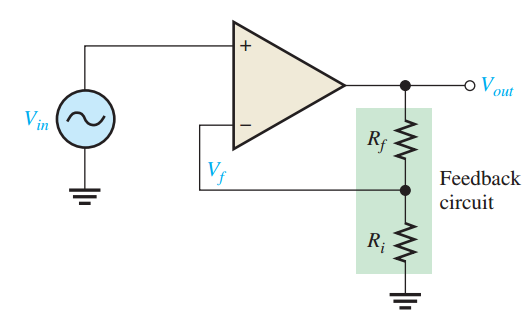 +
V_out
V_in
−
R_f
V_f
Feedback
circuit
R_i